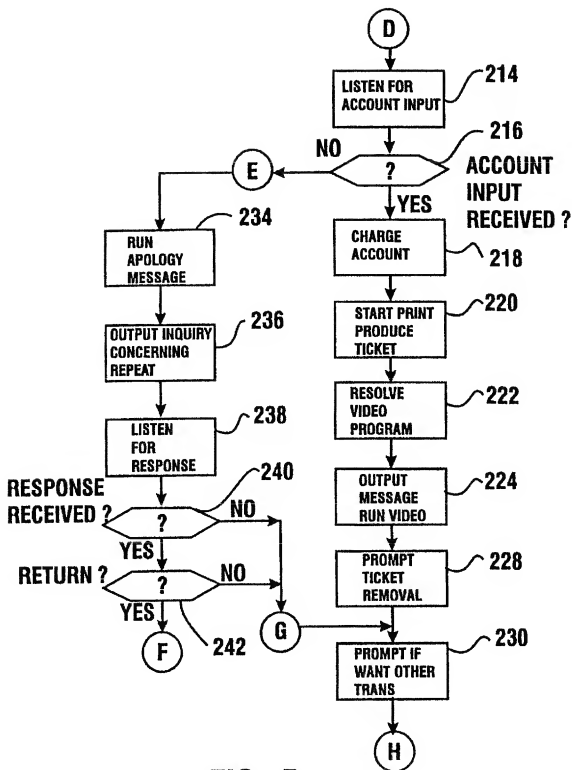 D
LISTEN FOR
ACCOUNT INPUT
214
216
NO
?
ACCOUNT
INPUT
RECEIVED ?
YES
E
234
RUN
APOLOGY
MESSAGE
CHARGE
ACCOUNT
218
220
START PRINT
PRODUCE
TICKET
236
OUTPUT INQUIRY
CONCERNING
REPEAT
RESOLVE
VIDEO
PROGRAM
222
238
LISTEN
FOR
RESPONSE
OUTPUT
MESSAGE
RUN VIDEO
224
RESPONSE
RECEIVED ?
240
?
NO
YES
PROMPT
TICKET
REMOVAL
228
RETURN ?
?
NO
YES
242
F
G
230
PROMPT IF
WANT OTHER
TRANS
H